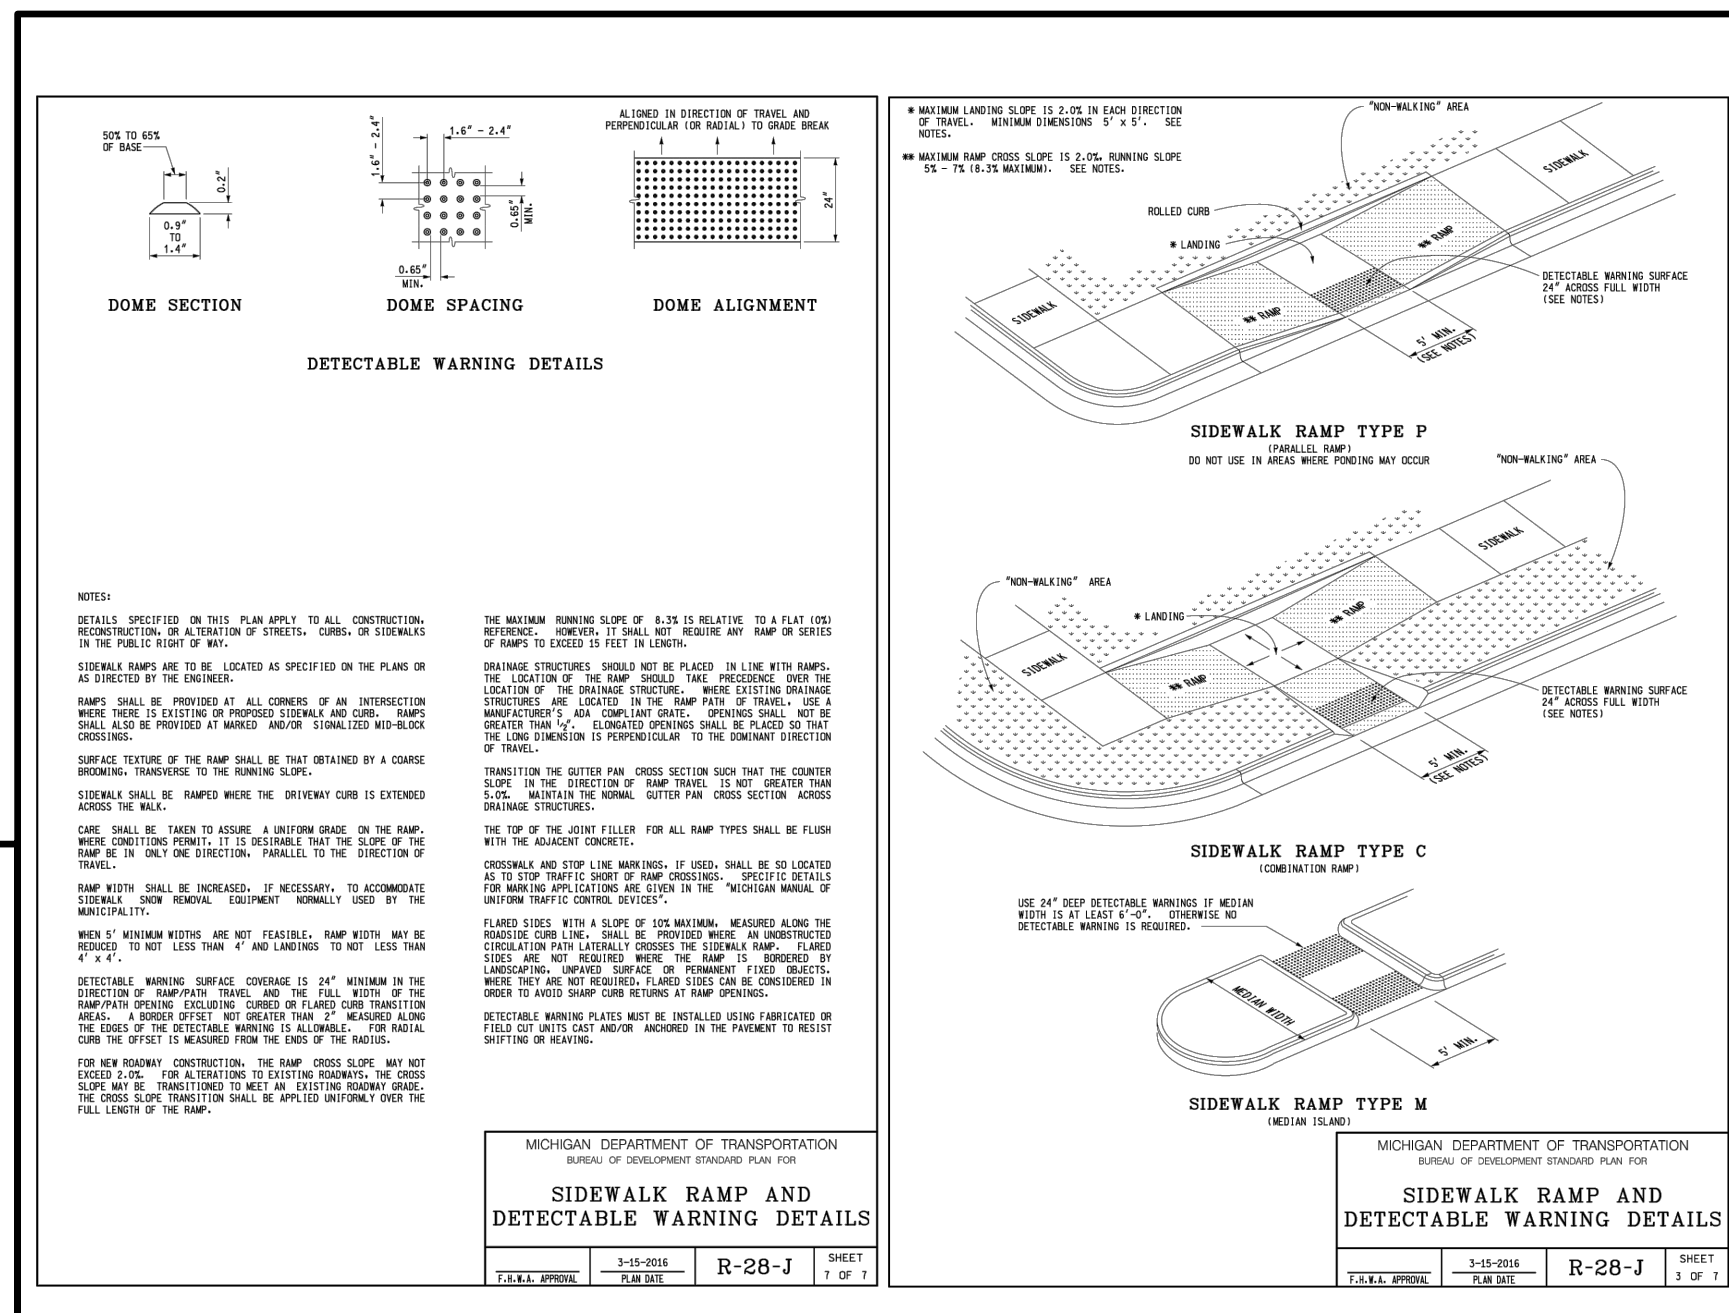 50% TO 65%
OF BASE
0.2"
0.9"
TO
1.4"
DOME SECTION
1.6" - 2.4"
1.6" - 2.4"
0.65"
MIN.
0.65"
MIN.
DOME SPACING
ALIGNED IN DIRECTION OF TRAVEL AND
PERPENDICULAR (OR RADIAL) TO GRADE BREAK
24"
DOME ALIGNMENT
DETECTABLE WARNING DETAILS
NOTES:
DETAILS SPECIFIED ON THIS PLAN APPLY TO ALL CONSTRUCTION,
RECONSTRUCTION, OR ALTERATION OF STREETS, CURBS, OR SIDEWALKS
IN THE PUBLIC RIGHT OF WAY.
SIDEWALK RAMPS ARE TO BE LOCATED AS SPECIFIED ON THE PLANS OR
AS DIRECTED BY THE ENGINEER.
RAMPS SHALL BE PROVIDED AT ALL CORNERS OF AN INTERSECTION
WHERE THERE IS EXISTING OR PROPOSED SIDEWALK AND CURB. RAMPS
SHALL ALSO BE PROVIDED AT MARKED AND/OR SIGNALIZED MID-BLOCK
CROSSINGS.
SURFACE TEXTURE OF THE RAMP SHALL BE THAT OBTAINED BY A COARSE
BROOMING, TRANSVERSE TO THE RUNNING SLOPE.
SIDEWALK SHALL BE RAMPED WHERE THE DRIVEWAY CURB IS EXTENDED
ACROSS THE WALK.
CARE SHALL BE TAKEN TO ASSURE A UNIFORM GRADE ON THE RAMP.
WHERE CONDITIONS PERMIT, IT IS DESIRABLE THAT THE SLOPE OF THE
RAMP BE IN ONLY ONE DIRECTION, PARALLEL TO THE DIRECTION OF
TRAVEL.
RAMP WIDTH SHALL BE INCREASED, IF NECESSARY, TO ACCOMMODATE
SIDEWALK SNOW REMOVAL EQUIPMENT NORMALLY USED BY THE
MUNICIPALITY.
WHEN 5' MINIMUM WIDTHS ARE NOT FEASIBLE, RAMP WIDTH MAY BE
REDUCED TO NOT LESS THAN 4' AND LANDINGS TO NOT LESS THAN
4' x 4'.
DETECTABLE WARNING SURFACE COVERAGE IS 24" MINIMUM IN THE
DIRECTION OF RAMP/PATH TRAVEL AND THE FULL WIDTH OF THE
RAMP/PATH OPENING EXCLUDING CURBED OR FLARED CURB TRANSITION
AREAS. A BORDER OFFSET NOT GREATER THAN 2" MEASURED ALONG
THE EDGES OF THE DETECTABLE WARNING IS ALLOWABLE. FOR RADIAL
CURB THE OFFSET IS MEASURED FROM THE ENDS OF THE RADIUS.
FOR NEW ROADWAY CONSTRUCTION, THE RAMP CROSS SLOPE MAY NOT
EXCEED 2.0%. FOR ALTERATIONS TO EXISTING ROADWAYS, THE CROSS
SLOPE MAY BE TRANSITIONED TO MEET AN EXISTING ROADWAY GRADE.
THE CROSS SLOPE TRANSITION SHALL BE APPLIED UNIFORMLY OVER THE
FULL LENGTH OF THE RAMP.
THE MAXIMUM RUNNING SLOPE OF 8.3% IS RELATIVE TO A FLAT (0%)
REFERENCE. HOWEVER, IT SHALL NOT REQUIRE ANY RAMP OR SERIES
OF RAMPS TO EXCEED 15 FEET IN LENGTH.
DRAINAGE STRUCTURES SHOULD NOT BE PLACED IN LINE WITH RAMPS.
THE LOCATION OF THE RAMP SHOULD TAKE PRECEDENCE OVER THE
LOCATION OF THE DRAINAGE STRUCTURE. WHERE EXISTING DRAINAGE
STRUCTURES ARE LOCATED IN THE RAMP PATH OF TRAVEL, USE A
MANUFACTURER'S ADA COMPLIANT GRATE. OPENINGS SHALL NOT BE
GREATER THAN 1/2". ELONGATED OPENINGS SHALL BE PLACED SO THAT
THE LONG DIMENSION IS PERPENDICULAR TO THE DOMINANT DIRECTION
OF TRAVEL.
TRANSITION THE GUTTER PAN CROSS SECTION SUCH THAT THE COUNTER
SLOPE IN THE DIRECTION OF RAMP TRAVEL IS NOT GREATER THAN
5.0%. MAINTAIN THE NORMAL GUTTER PAN CROSS SECTION ACROSS
DRAINAGE STRUCTURES.
THE TOP OF THE JOINT FILLER FOR ALL RAMP TYPES SHALL BE FLUSH
WITH THE ADJACENT CONCRETE.
CROSSWALK AND STOP LINE MARKINGS, IF USED, SHALL BE SO LOCATED
AS TO STOP TRAFFIC SHORT OF RAMP CROSSINGS. SPECIFIC DETAILS
FOR MARKING APPLICATIONS ARE GIVEN IN THE "MICHIGAN MANUAL OF
UNIFORM TRAFFIC CONTROL DEVICES".
FLARED SIDES WITH A SLOPE OF 10% MAXIMUM, MEASURED ALONG THE
ROADSIDE CURB LINE, SHALL BE PROVIDED WHERE AN UNOBSTRUCTED
CIRCULATION PATH LATERALLY CROSSES THE SIDEWALK RAMP. FLARED
SIDES ARE NOT REQUIRED WHERE THE RAMP IS BORDERED BY
LANDSCAPING, UNPAVED SURFACE OR PERMANENT FIXED OBJECTS.
WHERE THEY ARE NOT REQUIRED, FLARED SIDES CAN BE CONSIDERED IN
ORDER TO AVOID SHARP CURB RETURNS AT RAMP OPENINGS.
DETECTABLE WARNING PLATES MUST BE INSTALLED USING FABRICATED OR
FIELD CUT UNITS CAST AND/OR ANCHORED IN THE PAVEMENT TO RESIST
SHIFTING OR HEAVING.
MICHIGAN DEPARTMENT OF TRANSPORTATION
BUREAU OF DEVELOPMENT STANDARD PLAN FOR
SIDEWALK RAMP AND
DETECTABLE WARNING DETAILS
F.H.W.A. APPROVAL
3-15-2016
PLAN DATE
R-28-J
SHEET
7 OF 7
* MAXIMUM LANDING SLOPE IS 2.0% IN EACH DIRECTION
OF TRAVEL. MINIMUM DIMENSIONS 5' x 5'. SEE
NOTES.
** MAXIMUM RAMP CROSS SLOPE IS 2.0%, RUNNING SLOPE
5% - 7% (8.3% MAXIMUM). SEE NOTES.
"NON-WALKING" AREA
SIDEWALK
ROLLED CURB
* LANDING
** RAMP
DETECTABLE WARNING SURFACE
24" ACROSS FULL WIDTH
(SEE NOTES)
SIDEWALK
** RAMP
5' MIN.
(SEE NOTES)
SIDEWALK RAMP TYPE P
(PARALLEL RAMP)
DO NOT USE IN AREAS WHERE PONDING MAY OCCUR
"NON-WALKING" AREA
SIDEWALK
"NON-WALKING" AREA
* LANDING
** RAMP
SIDEWALK
** RAMP
DETECTABLE WARNING SURFACE
24" ACROSS FULL WIDTH
(SEE NOTES)
5' MIN.
(SEE NOTES)
SIDEWALK RAMP TYPE C
(COMBINATION RAMP)
USE 24" DEEP DETECTABLE WARNINGS IF MEDIAN
WIDTH IS AT LEAST 6'-0". OTHERWISE NO
DETECTABLE WARNING IS REQUIRED.
MEDIAN WIDTH
5' MIN.
SIDEWALK RAMP TYPE M
(MEDIAN ISLAND)
MICHIGAN DEPARTMENT OF TRANSPORTATION
BUREAU OF DEVELOPMENT STANDARD PLAN FOR
SIDEWALK RAMP AND
DETECTABLE WARNING DETAILS
F.H.W.A. APPROVAL
3-15-2016
PLAN DATE
R-28-J
SHEET
3 OF 7